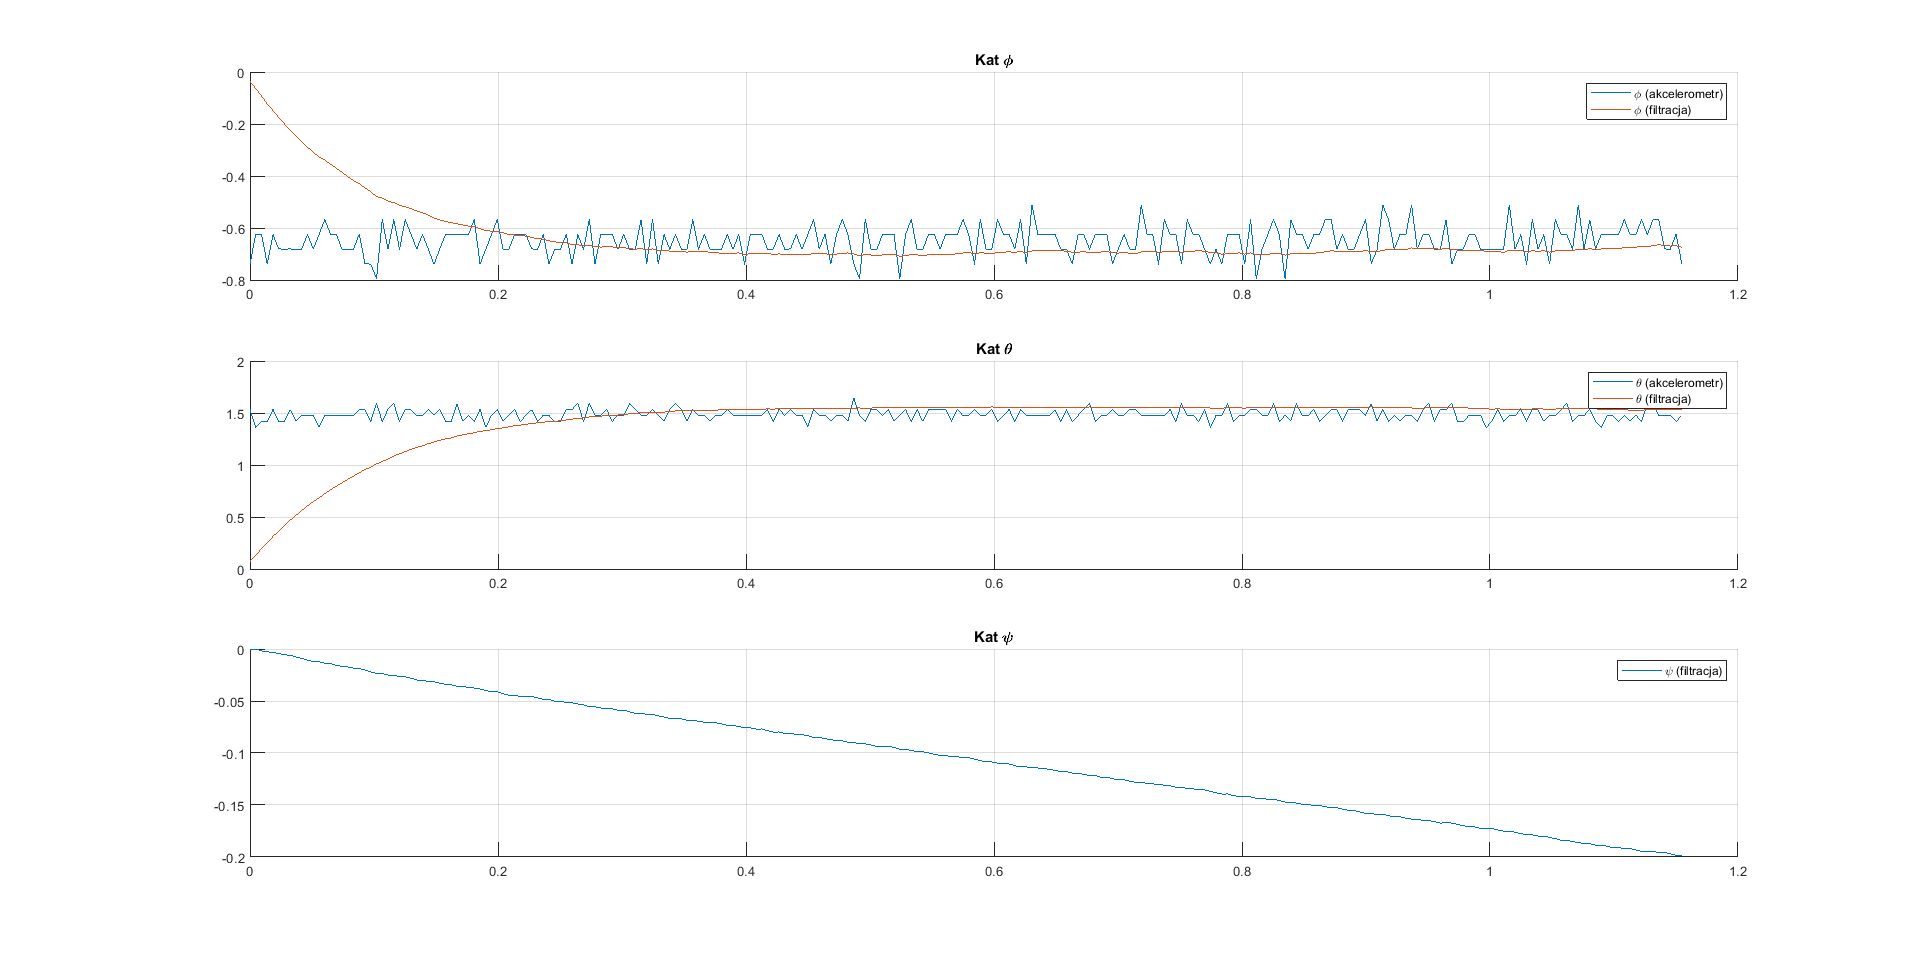 Kat ϕ
0
-0.2
-0.4
-0.6
-0.8
0 0.2 0.4 0.6 0.8 1 1.2
ϕ (akcelerometr)
ϕ (filtracja)
Kat θ
2
1.5
1
0.5
0
0 0.2 0.4 0.6 0.8 1 1.2
θ (akcelerometr)
θ (filtracja)
Kat ψ
0
-0.05
-0.1
-0.15
-0.2
0 0.2 0.4 0.6 0.8 1 1.2
ψ (filtracja)